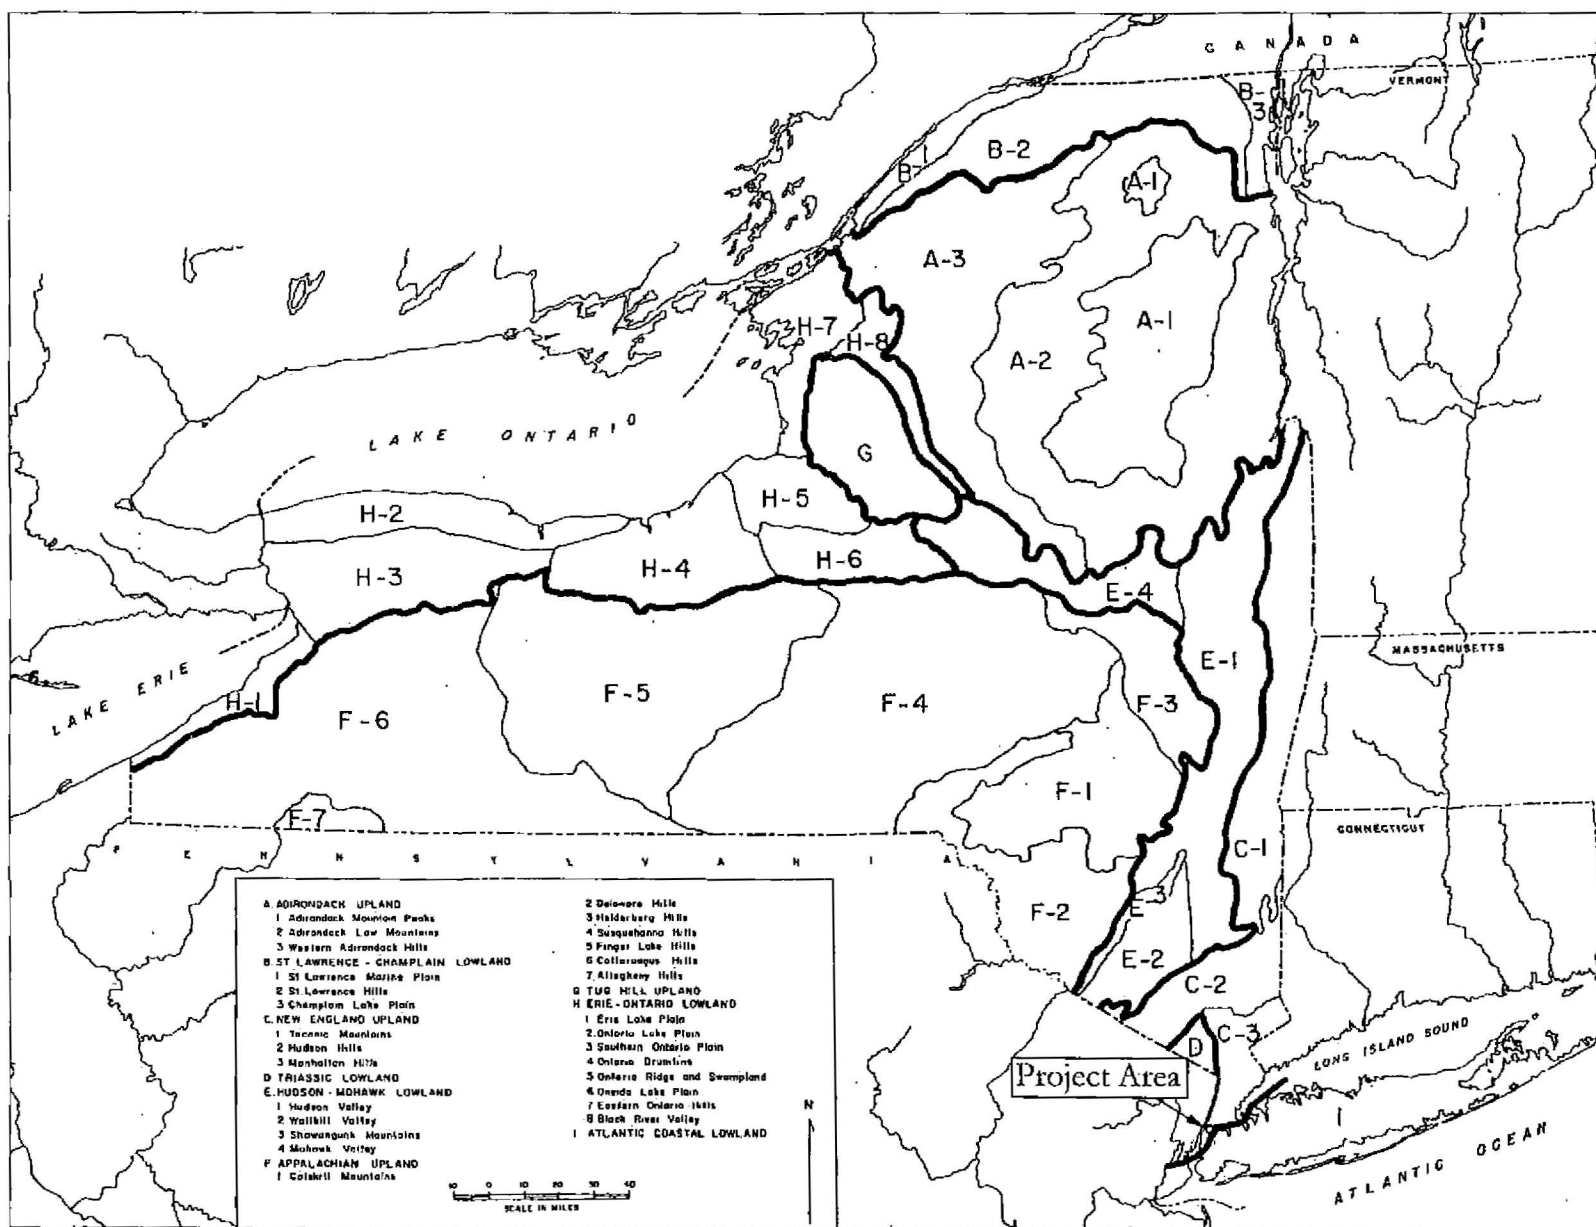 CANADA
VERMONT
B-3
B-2
B-1
A-1
A-3
A-1
H-7
H-8
A-2
LAKE ONTARIO
G
H-5
H-2
H-6
H-4
H-3
E-4
E-1
MASSACHUSETTS
LAKE ERIE
H-1
F-6
F-5
F-4
F-3
F-1
F-7
C-1
CONNECTICUT
PENNSYLVANIA
E-3
F-2
E-2
C-2
C-3
D
LONG ISLAND SOUND
Project Area
I
ATLANTIC OCEAN
A. ADIRONDACK UPLAND
1 Adirondack Mountain Peaks
2 Adirondack Low Mountains
3 Western Adirondack Hills
B. ST LAWRENCE - CHAMPLAIN LOWLAND
1 St Lawrence Marine Plain
2 St. Lawrence Hills
3 Champlain Lake Plain
C. NEW ENGLAND UPLAND
1 Taconic Mountains
2 Hudson Hills
3 Manhattan Hills
D TRIASSIC LOWLAND
E. HUDSON - MOHAWK LOWLAND
1 Hudson Valley
2 Wallkill Valley
3 Shawangunk Mountains
4 Mohawk Valley
F APPALACHIAN UPLAND
1 Catskill Mountains
2 Delaware Hills
3 Helderberg Hills
4 Susquehanna Hills
5 Finger Lake Hills
6 Cattaraugus Hills
7 Allegheny Hills
G TUG HILL UPLAND
H ERIE-ONTARIO LOWLAND
1 Erie Lake Plain
2 Ontario Lake Plain
3 Southern Ontario Plain
4 Ontario Drumlins
5 Ontario Ridge and Swampland
6 Oneida Lake Plain
7 Eastern Ontario Hills
8 Black River Valley
I ATLANTIC COASTAL LOWLAND
N
10 0 10 20 30 40
SCALE IN MILES